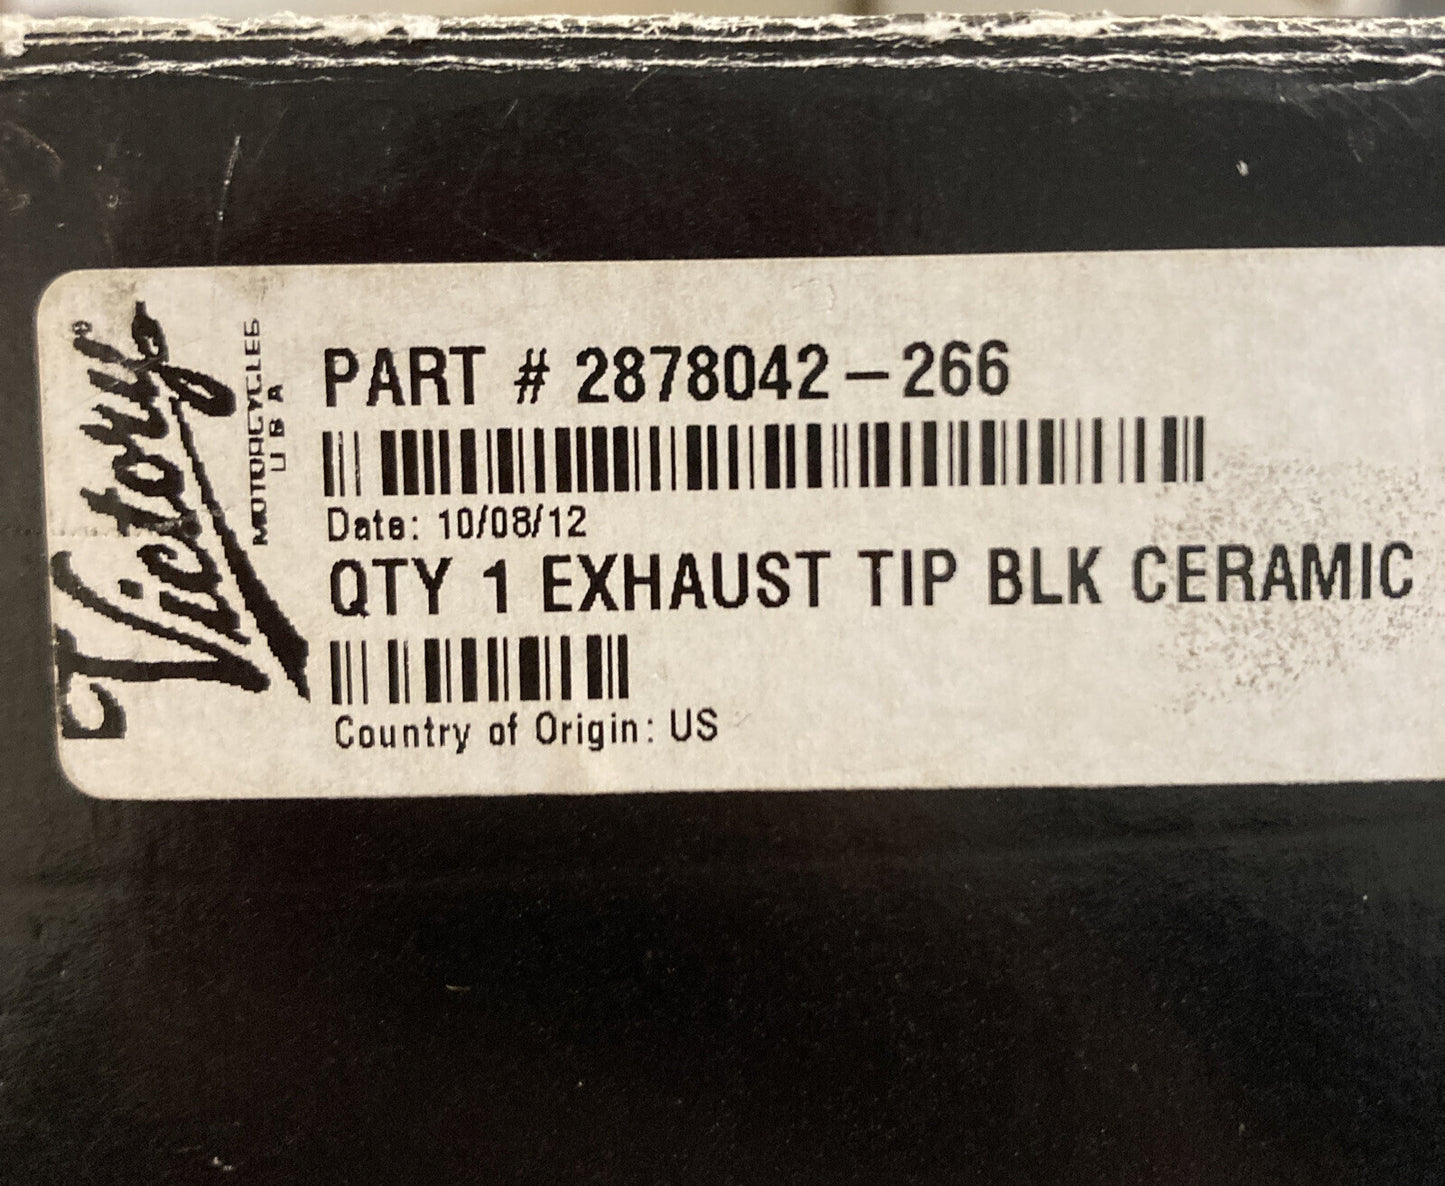 Victory®
MOTORCYCLES
USA
PART # 2878042-266
Date: 10/08/12
QTY 1 EXHAUST TIP BLK CERAMIC
Country of Origin: US